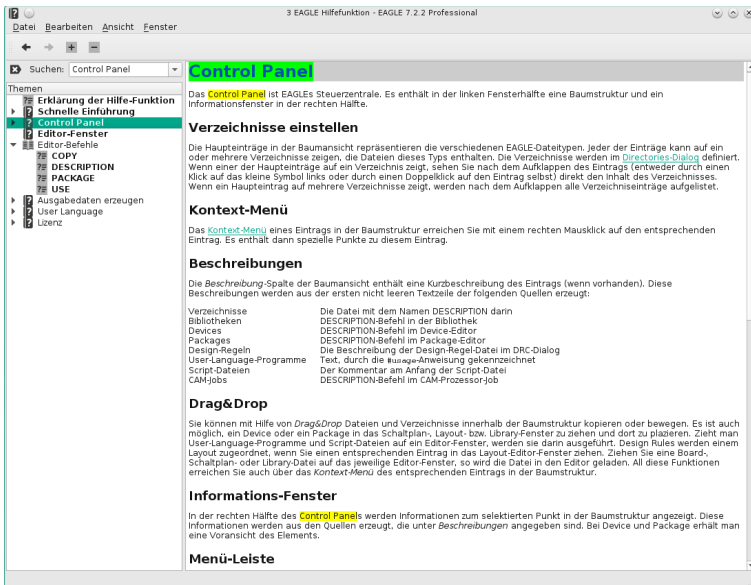 3 EAGLE Hilfefunktion - EAGLE 7.2.2 Professional
Datei Bearbeiten Ansicht Fenster
Suchen: Control Panel
Themen
Erklärung der Hilfe-Funktion
Schnelle Einführung
Control Panel
Editor-Fenster
Editor-Befehle
COPY
DESCRIPTION
PACKAGE
USE
Ausgabedaten erzeugen
User Language
Lizenz
Control Panel
Das Control Panel ist EAGLEs Steuerzentrale. Es enthält in der linken Fensterhälfte eine Baumstruktur und ein
Informationsfenster in der rechten Hälfte.
Verzeichnisse einstellen
Die Haupteinträge in der Baumansicht repräsentieren die verschiedenen EAGLE-Dateitypen. Jeder der Einträge kann auf ein
oder mehrere Verzeichnisse zeigen, die Dateien dieses Typs enthalten. Die Verzeichnisse werden im Directories-Dialog definiert.
Wenn einer der Haupteinträge auf ein Verzeichnis zeigt, sehen Sie nach dem Aufklappen des Eintrags (entweder durch einen
Klick auf das kleine Symbol links oder durch einen Doppelklick auf den Eintrag selbst) direkt den Inhalt des Verzeichnisses.
Wenn ein Haupteintrag auf mehrere Verzeichnisse zeigt, werden nach dem Aufklappen alle Verzeichniseinträge aufgelistet.
Kontext-Menü
Das Kontext-Menü eines Eintrags in der Baumstruktur erreichen Sie mit einem rechten Mausklick auf den entsprechenden
Eintrag. Es enthält dann spezielle Punkte zu diesem Eintrag.
Beschreibungen
Die Beschreibung-Spalte der Baumansicht enthält eine Kurzbeschreibung des Eintrags (wenn vorhanden). Diese
Beschreibungen werden aus der ersten nicht leeren Textzeile der folgenden Quellen erzeugt:
Verzeichnisse Die Datei mit dem Namen DESCRIPTION darin
Bibliotheken DESCRIPTION-Befehl in der Bibliothek
Devices DESCRIPTION-Befehl im Device-Editor
Packages DESCRIPTION-Befehl im Package-Editor
Design-Regeln Die Beschreibung der Design-Regel-Datei im DRC-Dialog
User-Language-Programme Text, durch die #usage-Anweisung gekennzeichnet
Script-Dateien Der Kommentar am Anfang der Script-Datei
CAM-Jobs DESCRIPTION-Befehl im CAM-Prozessor-Job
Drag&Drop
Sie können mit Hilfe von Drag&Drop Dateien und Verzeichnisse innerhalb der Baumstruktur kopieren oder bewegen. Es ist auch
möglich, ein Device oder ein Package in das Schaltplan-, Layout- bzw. Library-Fenster zu ziehen und dort zu plazieren. Zieht man
User-Language-Programme und Script-Dateien auf ein Editor-Fenster, werden sie darin ausgeführt. Design Rules werden einem
Layout zugeordnet, wenn Sie einen entsprechenden Eintrag in das Layout-Editor-Fenster ziehen. Ziehen Sie eine Board-,
Schaltplan- oder Library-Datei auf das jeweilige Editor-Fenster, so wird die Datei in den Editor geladen. All diese Funktionen
erreichen Sie auch über das Kontext-Menü des entsprechenden Eintrags in der Baumstruktur.
Informations-Fenster
In der rechten Hälfte des Control Panels werden Informationen zum selektierten Punkt in der Baumstruktur angezeigt. Diese
Informationen werden aus den Quellen erzeugt, die unter Beschreibungen angegeben sind. Bei Device und Package erhält man
eine Voransicht des Elements.
Menü-Leiste